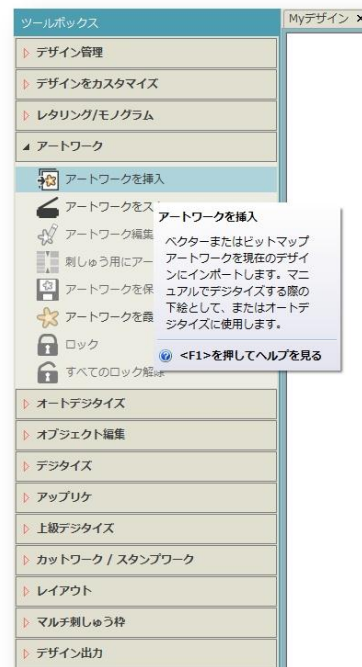 ツールボックス
Myデザイン ×
デザイン管理
デザインをカスタマイズ
レタリング/モノグラム
アートワーク
アートワークを挿入
アートワークをス
アートワーク編集
刺しゅう用にアー
アートワークを保
アートワークを霞
ロック
すべてのロック解除
アートワークを挿入
ベクターまたはビットマップ
アートワークを現在のデザイ
ンにインポートします。マニ
ュアルでデジタイズする際の
下絵として、またはオートデ
ジタイズに使用します。
<F1>を押してヘルプを見る
オートデジタイズ
オブジェクト編集
デジタイズ
アップリケ
上級デジタイズ
カットワーク / スタンプワーク
レイアウト
マルチ刺しゅう枠
デザイン出力